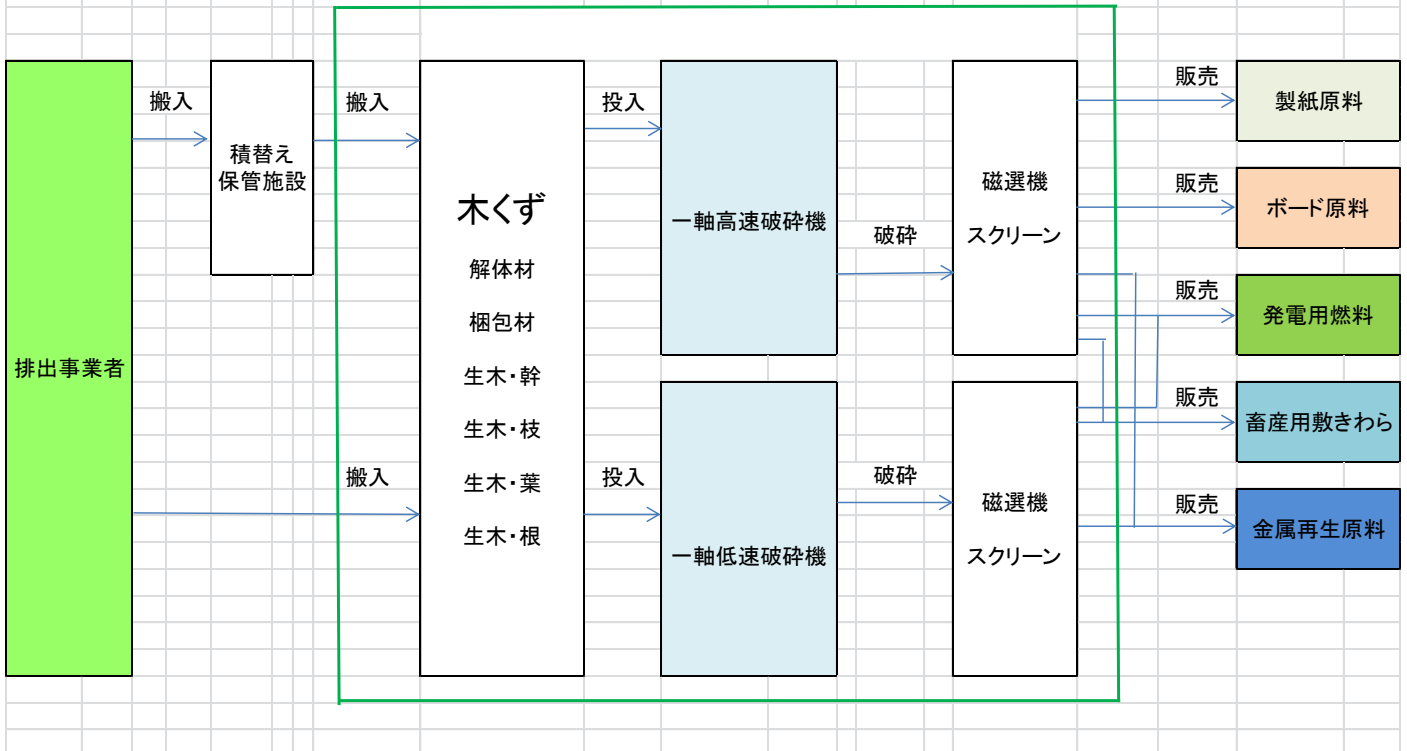 排出事業者
搬入
積替え
保管施設
搬入
搬入
木くず
解体材
梱包材
生木・幹
生木・枝
生木・葉
生木・根
投入
投入
一軸高速破砕機
一軸低速破砕機
破砕
破砕
磁選機
スクリーン
磁選機
スクリーン
販売
製紙原料
販売
ボード原料
販売
発電用燃料
販売
畜産用敷きわら
販売
金属再生原料